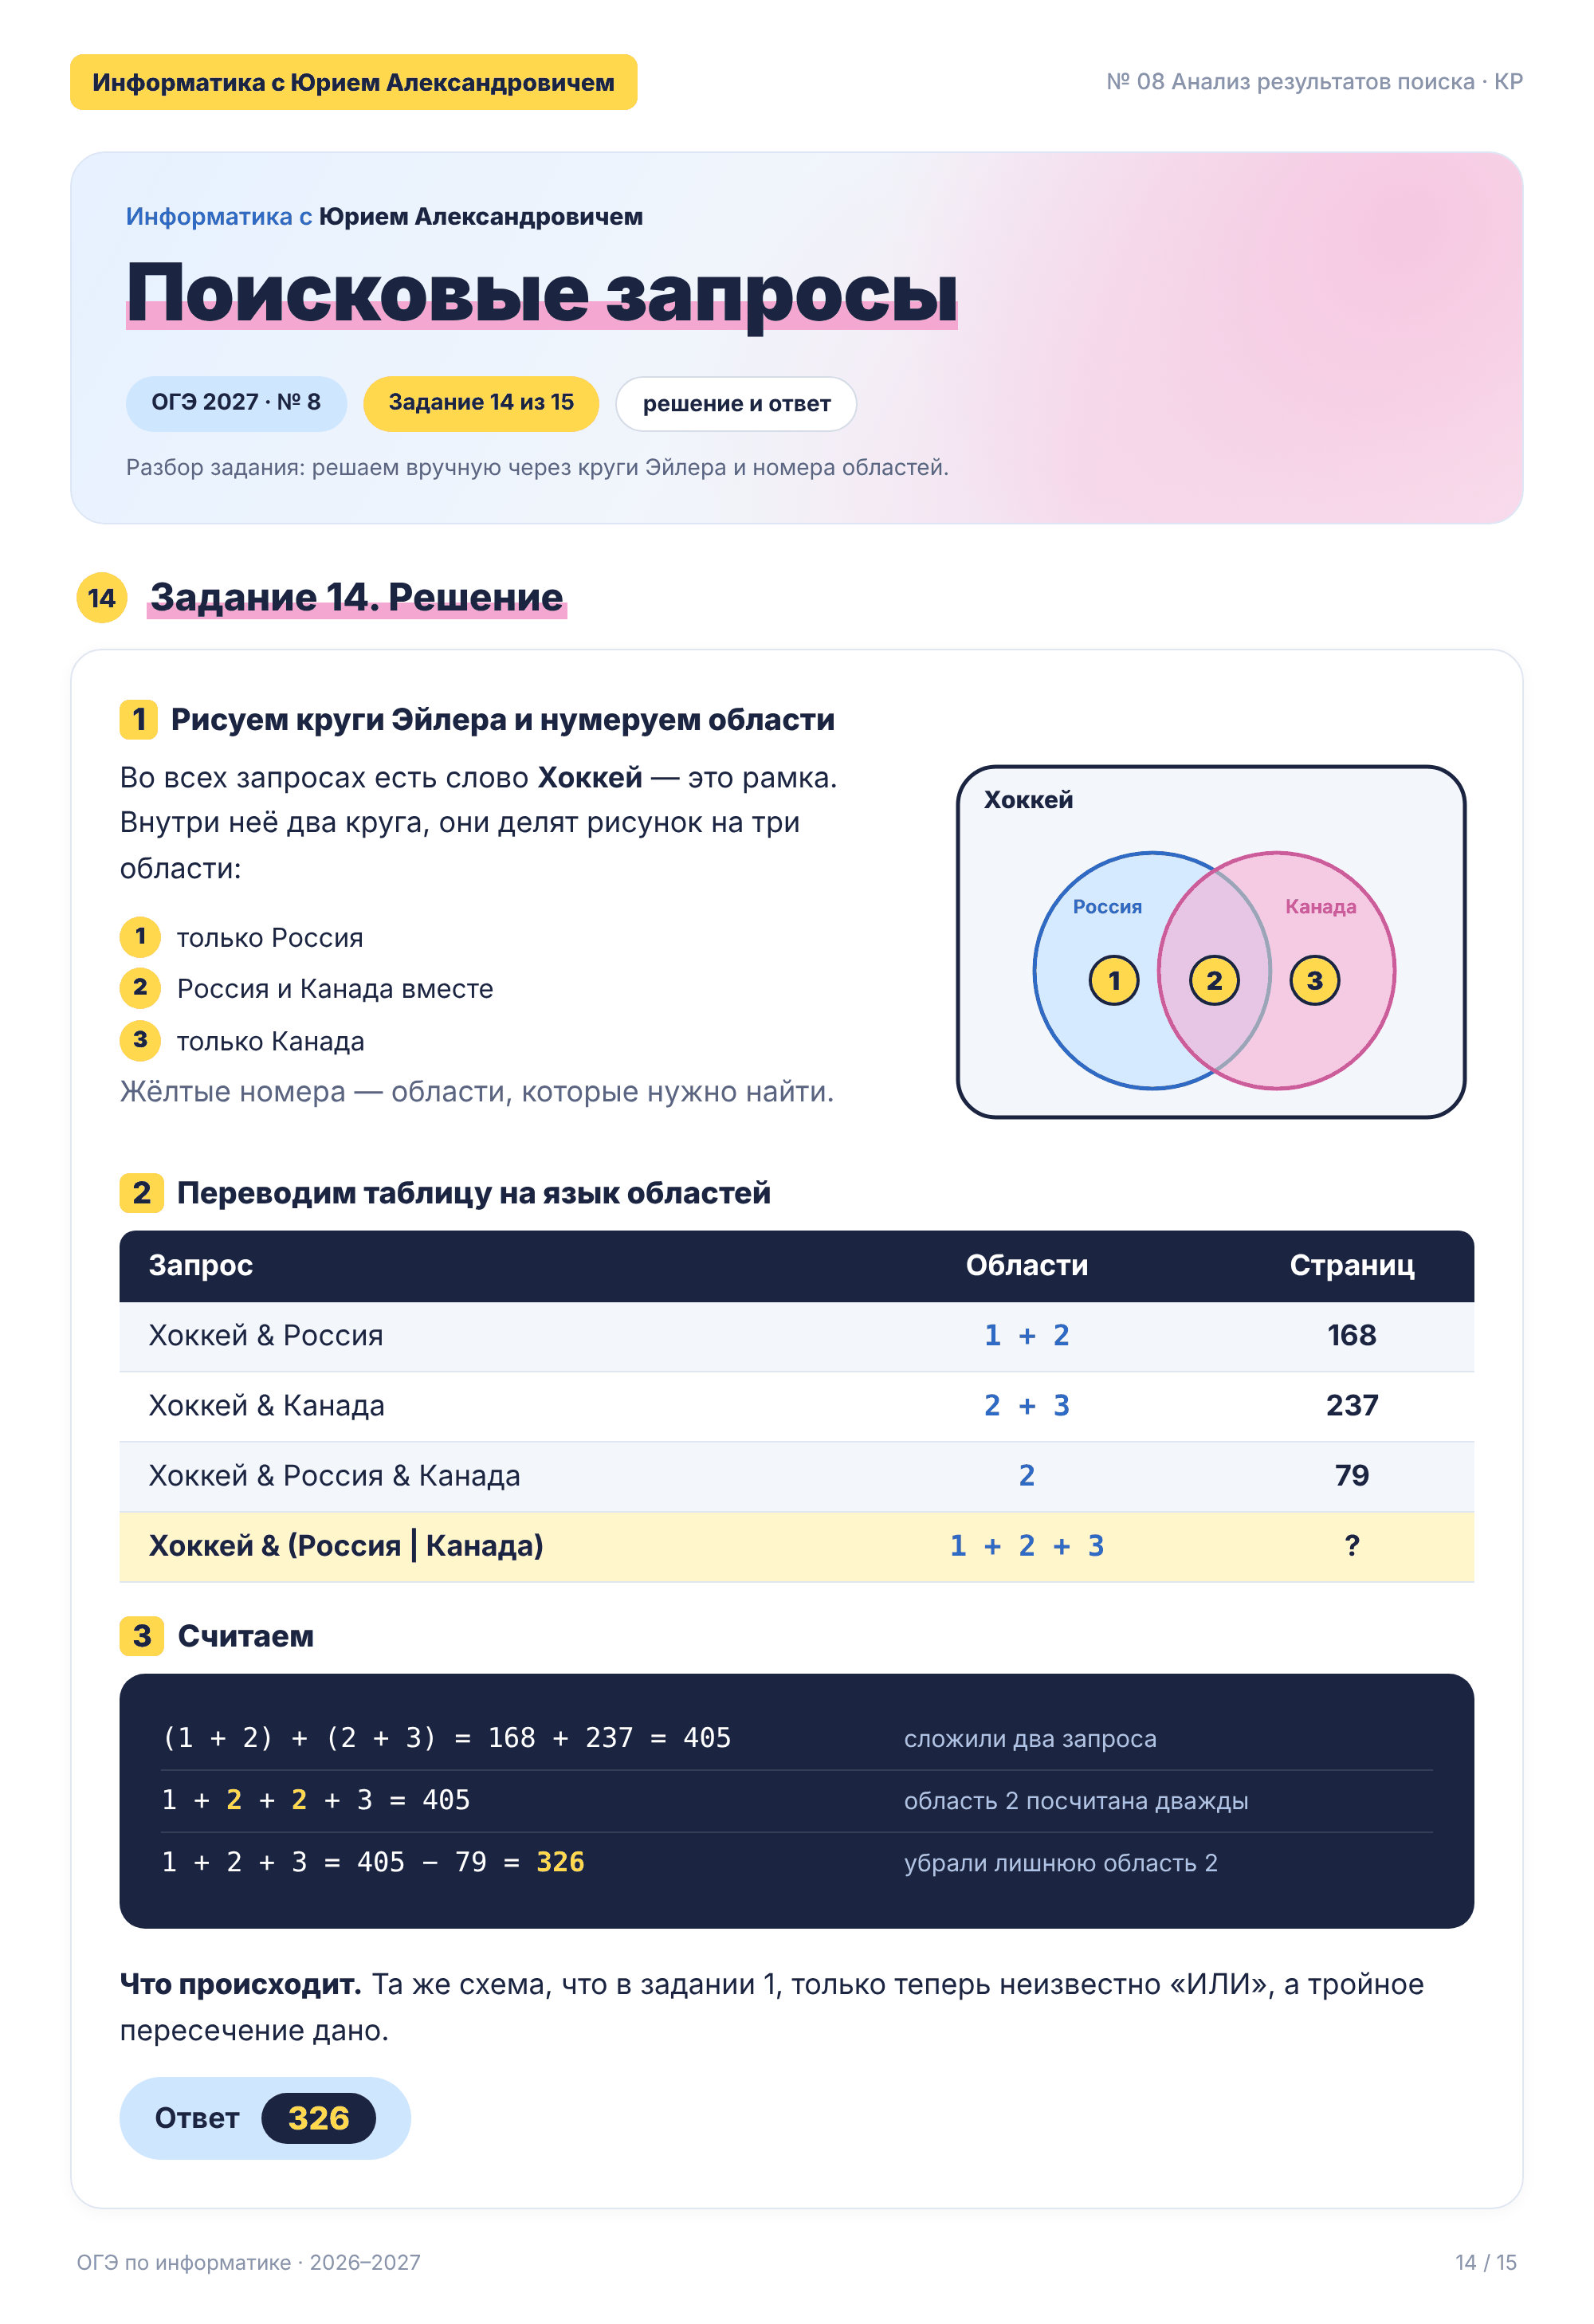 Информатика с Юрием Александровичем
№ 08 Анализ результатов поиска · КР
Информатика с Юрием Александровичем
Поисковые запросы
ОГЭ 2027 · № 8
Задание 14 из 15
решение и ответ
Разбор задания: решаем вручную через круги Эйлера и номера областей.
14 Задание 14. Решение
1 Рисуем круги Эйлера и нумеруем области
Во всех запросах есть слово Хоккей — это рамка.
Внутри неё два круга, они делят рисунок на три
области:
1 только Россия
2 Россия и Канада вместе
3 только Канада
Жёлтые номера — области, которые нужно найти.
Хоккей
Россия Канада
1 2 3
2 Переводим таблицу на язык областей
Запрос Области Страниц
Хоккей & Россия 1 + 2 168
Хоккей & Канада 2 + 3 237
Хоккей & Россия & Канада 2 79
Хоккей & (Россия | Канада) 1 + 2 + 3 ?
3 Считаем
(1 + 2) + (2 + 3) = 168 + 237 = 405 сложили два запроса
1 + 2 + 2 + 3 = 405 область 2 посчитана дважды
1 + 2 + 3 = 405 − 79 = 326 убрали лишнюю область 2
Что происходит. Та же схема, что в задании 1, только теперь неизвестно «ИЛИ», а тройное
пересечение дано.
Ответ 326
ОГЭ по информатике · 2026–2027
14 / 15